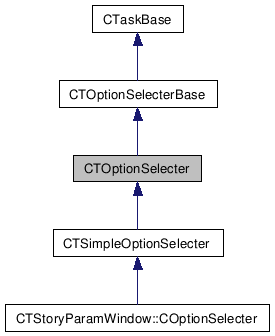 CTaskBase
CTOptionSelecterBase
CTOptionSelecter
CTSimpleOptionSelecter
CTStoryParamWindow::COptionSelecter